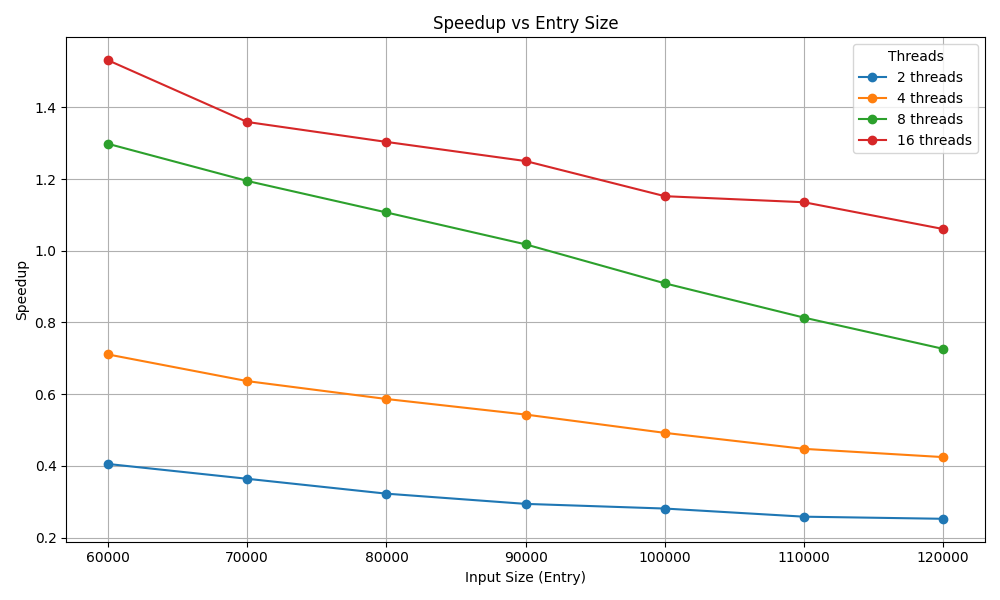 Speedup vs Entry Size
Threads
2 threads
4 threads
8 threads
16 threads
Speedup
1.4
1.2
1.0
0.8
0.6
0.4
0.2
60000 70000 80000 90000 100000 110000 120000
Input Size (Entry)